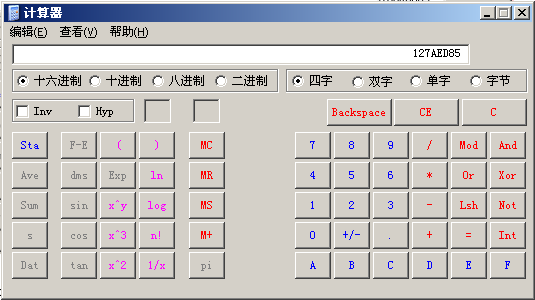 计算器
编辑(E) 查看(V) 帮助(H)
127AED85
十六进制 十进制 八进制 二进制 四字 双字 单字 字节
Inv Hyp Backspace CE C
Sta F-E ( ) MC 7 8 9 / Mod And
Ave dms Exp ln MR 4 5 6 * Or Xor
Sum sin x^y log MS 1 2 3 - Lsh Not
s cos x^3 n! M+ 0 +/- . + = Int
Dat tan x^2 1/x pi A B C D E F